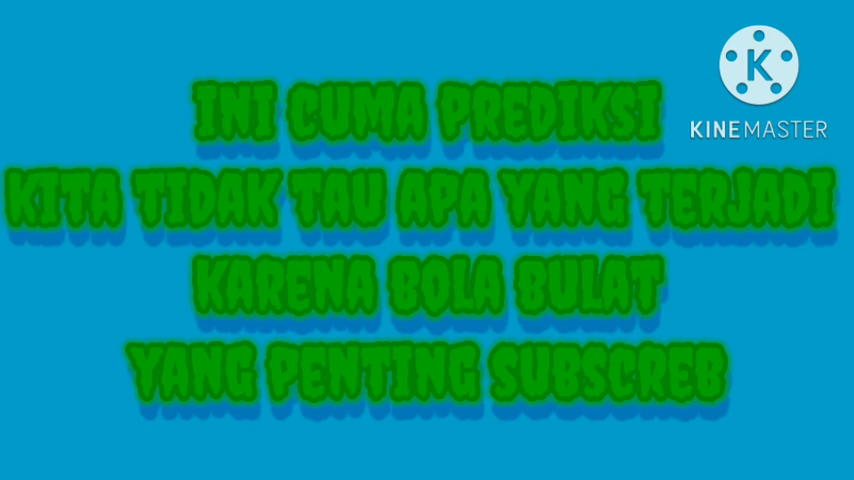 KINEMASTER
INI CUMA PREDIKSI
KITA TIDAK TAU APA YANG TERJADI
KARENA BOLA BULAT
YANG PENTING SUBSCREB